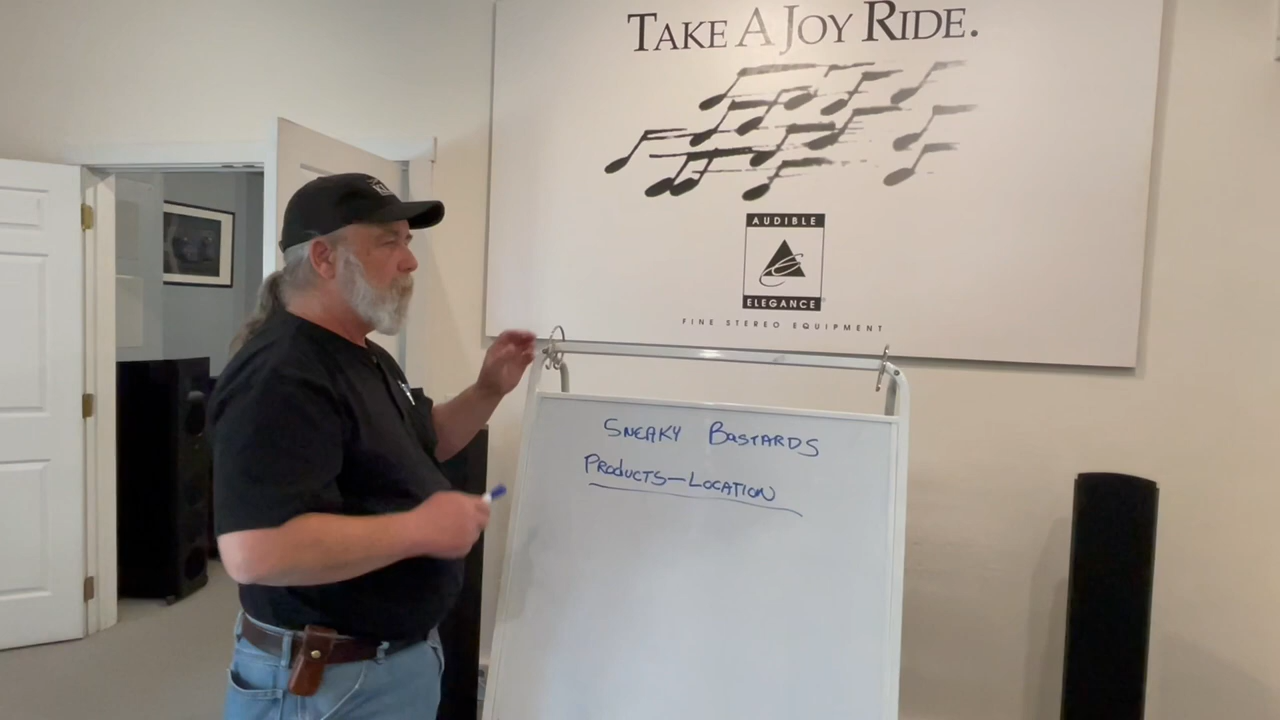 TAKE A JOY RIDE.
AUDIBLE
ELEGANCE
FINE STEREO EQUIPMENT
SNEAKY BASTARDS
PRODUCTS—LOCATION